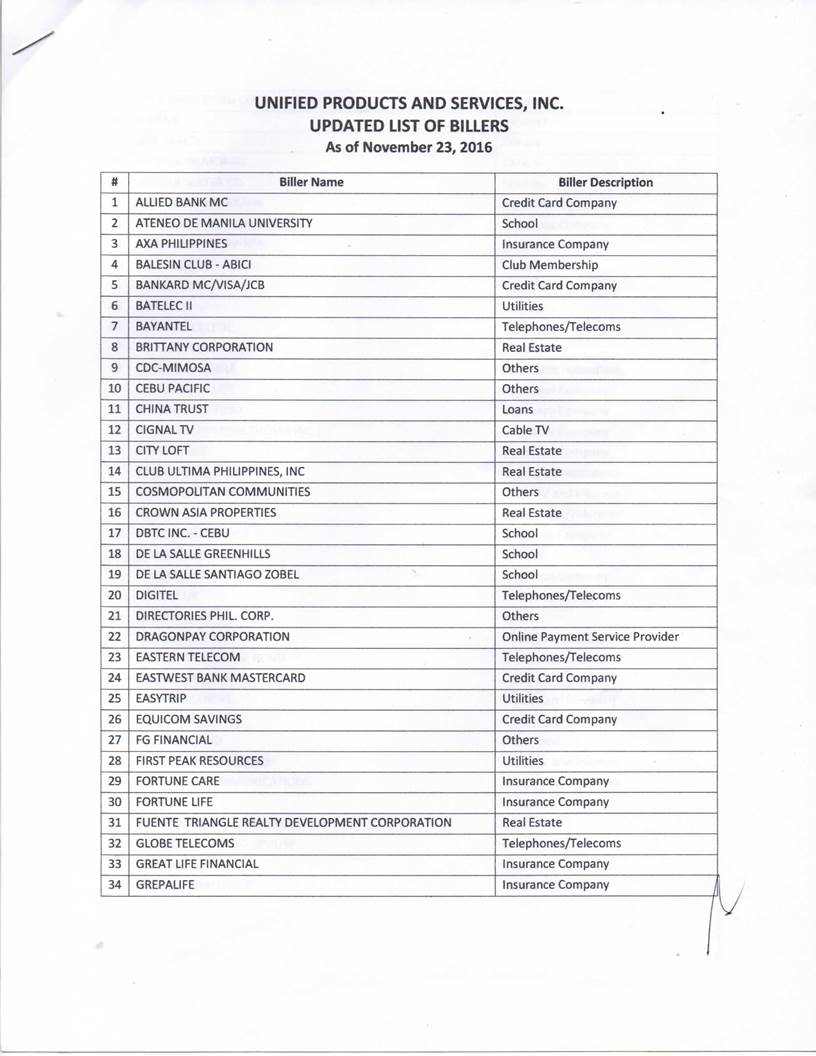 UNIFIED PRODUCTS AND SERVICES, INC.
UPDATED LIST OF BILLERS
As of November 23, 2016
# Biller Name Biller Description
1 ALLIED BANK MC Credit Card Company
2 ATENEO DE MANILA UNIVERSITY School
3 AXA PHILIPPINES Insurance Company
4 BALESIN CLUB - ABICI Club Membership
5 BANKARD MC/VISA/JCB Credit Card Company
6 BATELEC II Utilities
7 BAYANTEL Telephones/Telecoms
8 BRITTANY CORPORATION Real Estate
9 CDC-MIMOSA Others
10 CEBU PACIFIC Others
11 CHINA TRUST Loans
12 CIGNAL TV Cable TV
13 CITY LOFT Real Estate
14 CLUB ULTIMA PHILIPPINES, INC Real Estate
15 COSMOPOLITAN COMMUNITIES Others
16 CROWN ASIA PROPERTIES Real Estate
17 DBTC INC. - CEBU School
18 DE LA SALLE GREENHILLS School
19 DE LA SALLE SANTIAGO ZOBEL School
20 DIGITEL Telephones/Telecoms
21 DIRECTORIES PHIL. CORP. Others
22 DRAGONPAY CORPORATION Online Payment Service Provider
23 EASTERN TELECOM Telephones/Telecoms
24 EASTWEST BANK MASTERCARD Credit Card Company
25 EASYTRIP Utilities
26 EQUICOM SAVINGS Credit Card Company
27 FG FINANCIAL Others
28 FIRST PEAK RESOURCES Utilities
29 FORTUNE CARE Insurance Company
30 FORTUNE LIFE Insurance Company
31 FUENTE TRIANGLE REALTY DEVELOPMENT CORPORATION Real Estate
32 GLOBE TELECOMS Telephones/Telecoms
33 GREAT LIFE FINANCIAL Insurance Company
34 GREPALIFE Insurance Company